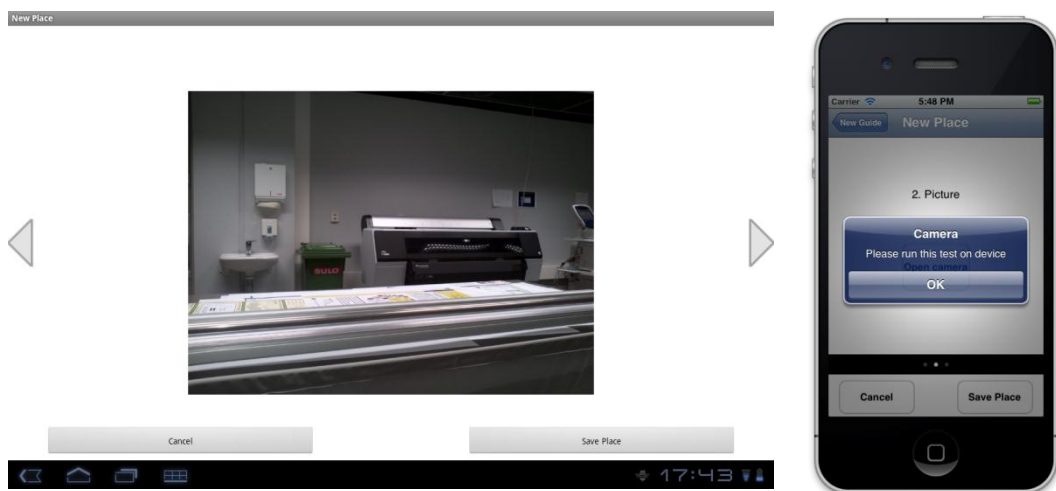 New Place
SULO
Cancel
Save Place
17:43
Carrier
5:48 PM
New Guide
New Place
2. Picture
Camera
Please run this test on device
Open camera
OK
Cancel
Save Place